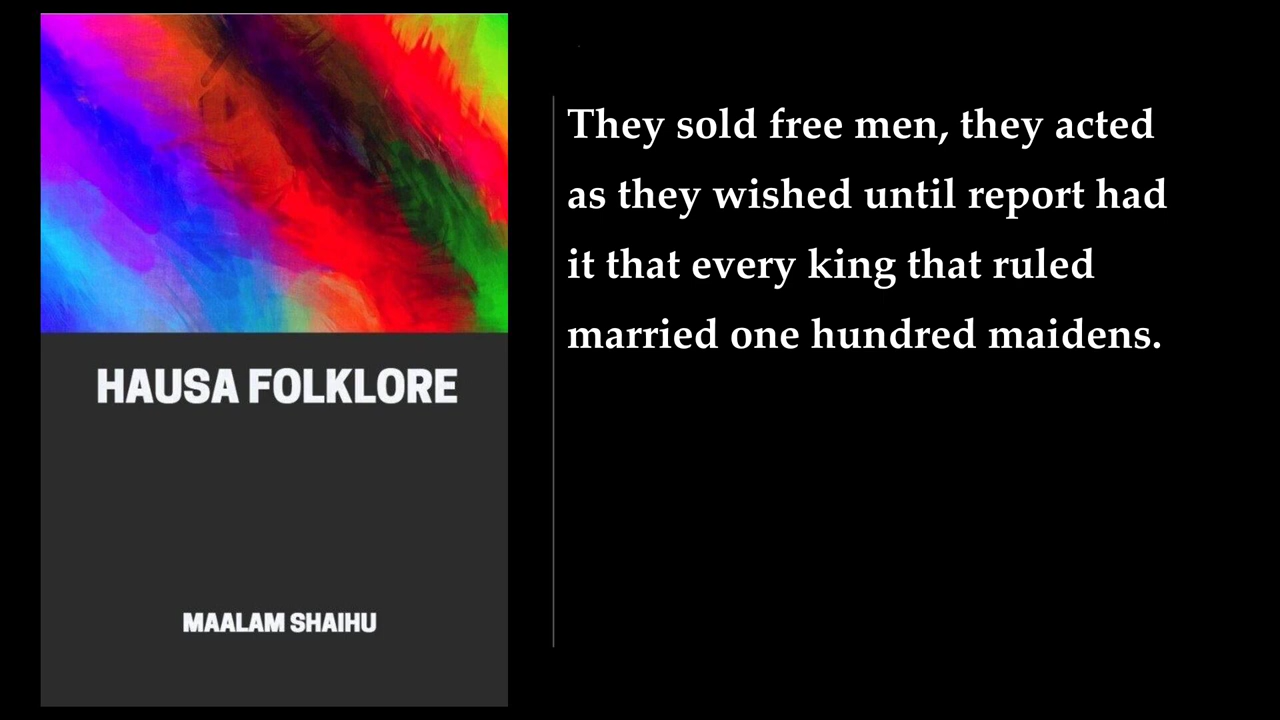 HAUSA FOLKLORE
MAALAM SHAIHU
They sold free men, they acted
as they wished until report had
it that every king that ruled
married one hundred maidens.